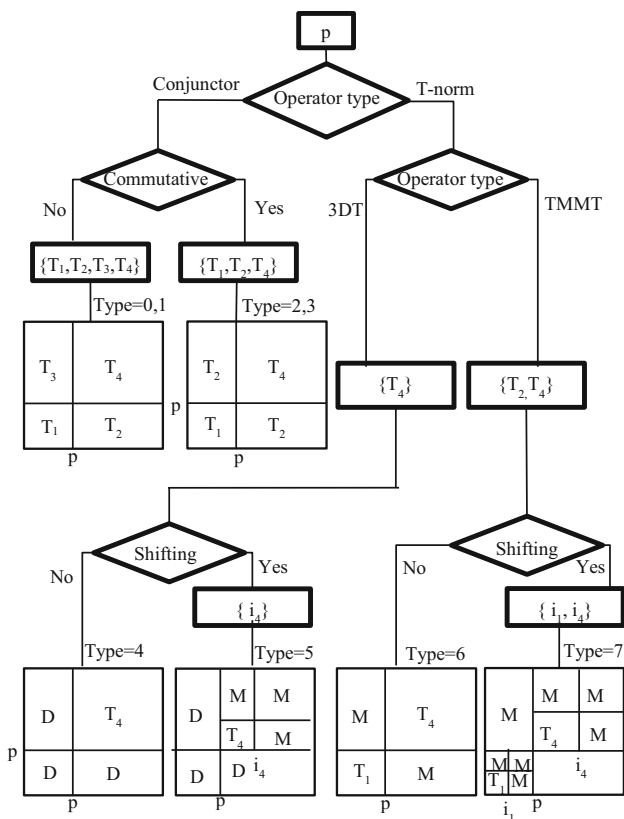 p
Operator type
Conjunctor
T-norm
Commutative
Operator type
No
Yes
3DT
TMMT
{T₁,T₂,T₃,T₄}
{T₁,T₂,T₄}
Type=0,1
Type=2,3
T₃ T₄
T₁ T₂
p
p
T₂ T₄
T₁ T₂
p
{T₄}
{T₂,T₄}
Shifting
Shifting
No
Yes
No
Yes
{ i₄}
{ i₁, i₄}
Type=4
Type=5
Type=6
Type=7
D T₄
D D
p
p
D M M
T₄ M
D D i₄
M T₄
T₁ M
p
M M M
T₄ M
M M i₄
T₁ M
i₁ p